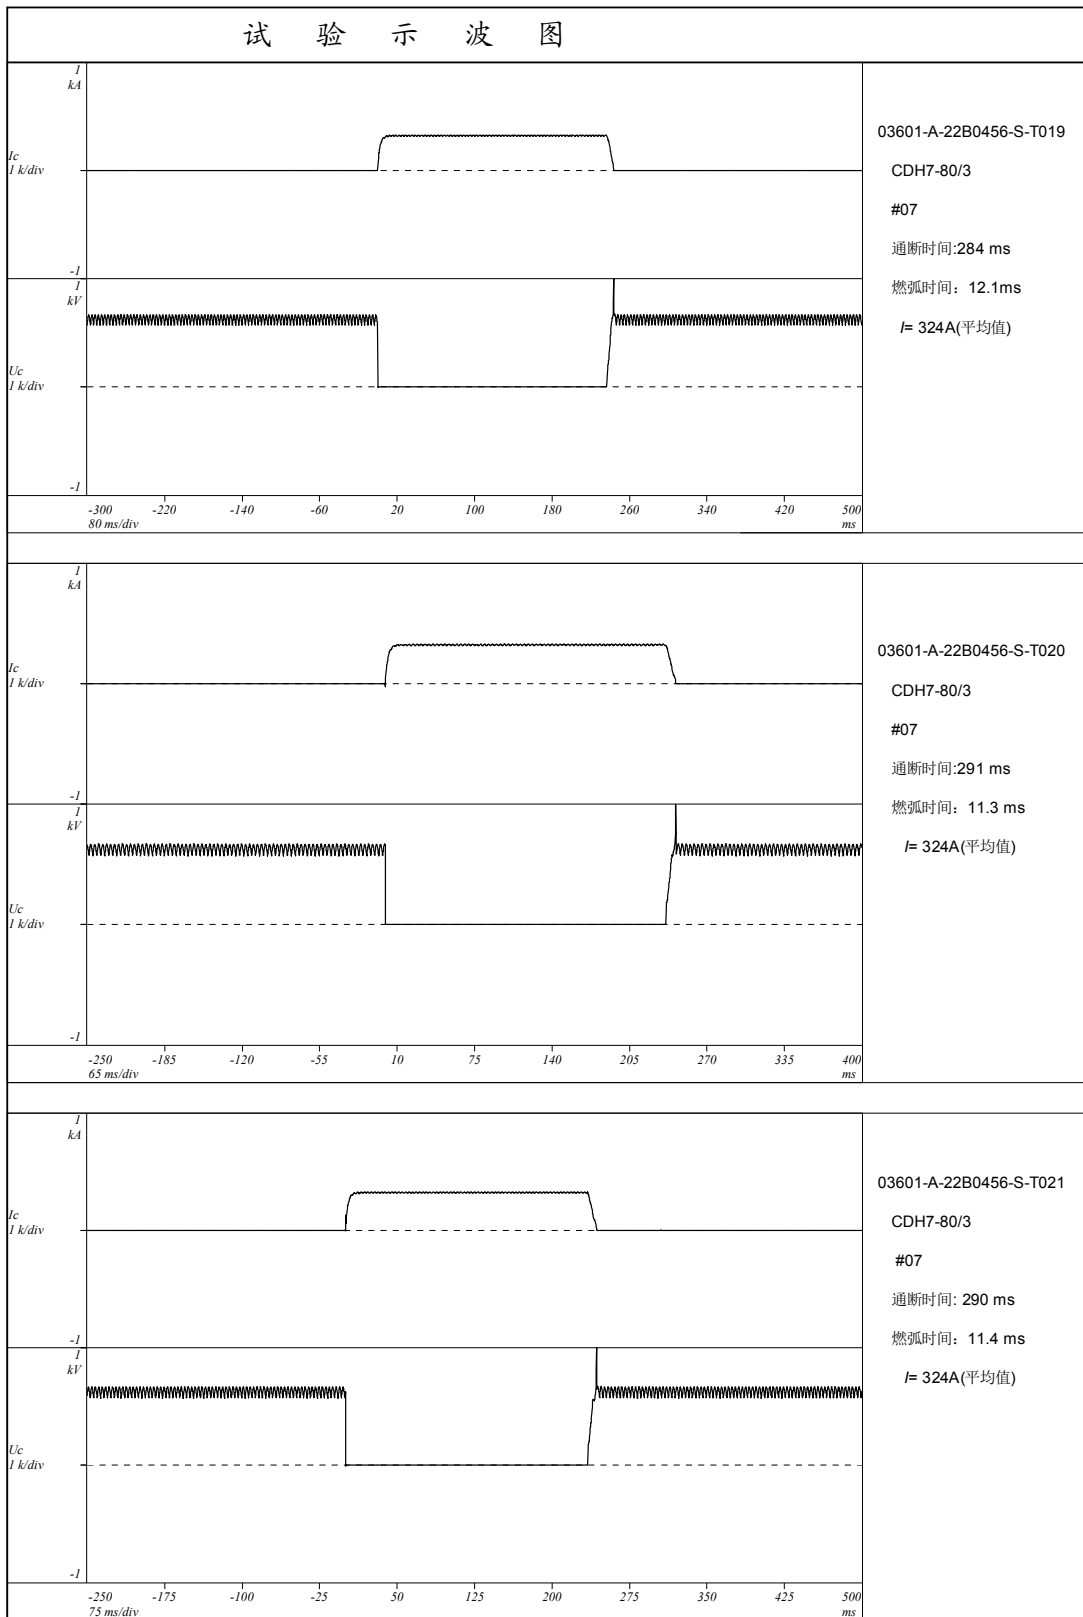 试 验 示 波 图
1
kA
Ic
1 k/div
-1
1
kV
Uc
1 k/div
-1
-300 -220 -140 -60 20 100 180 260 340 420 500
80 ms/div ms
03601-A-22B0456-S-T019
CDH7-80/3
#07
通断时间:284 ms
燃弧时间：12.1ms
I= 324A(平均值)
1
kA
Ic
1 k/div
-1
1
kV
Uc
1 k/div
-1
-250 -185 -120 -55 10 75 140 205 270 335 400
65 ms/div ms
03601-A-22B0456-S-T020
CDH7-80/3
#07
通断时间:291 ms
燃弧时间：11.3 ms
I= 324A(平均值)
1
kA
Ic
1 k/div
-1
1
kV
Uc
1 k/div
-1
-250 -175 -100 -25 50 125 200 275 350 425 500
75 ms/div ms
03601-A-22B0456-S-T021
CDH7-80/3
#07
通断时间: 290 ms
燃弧时间：11.4 ms
I= 324A(平均值)